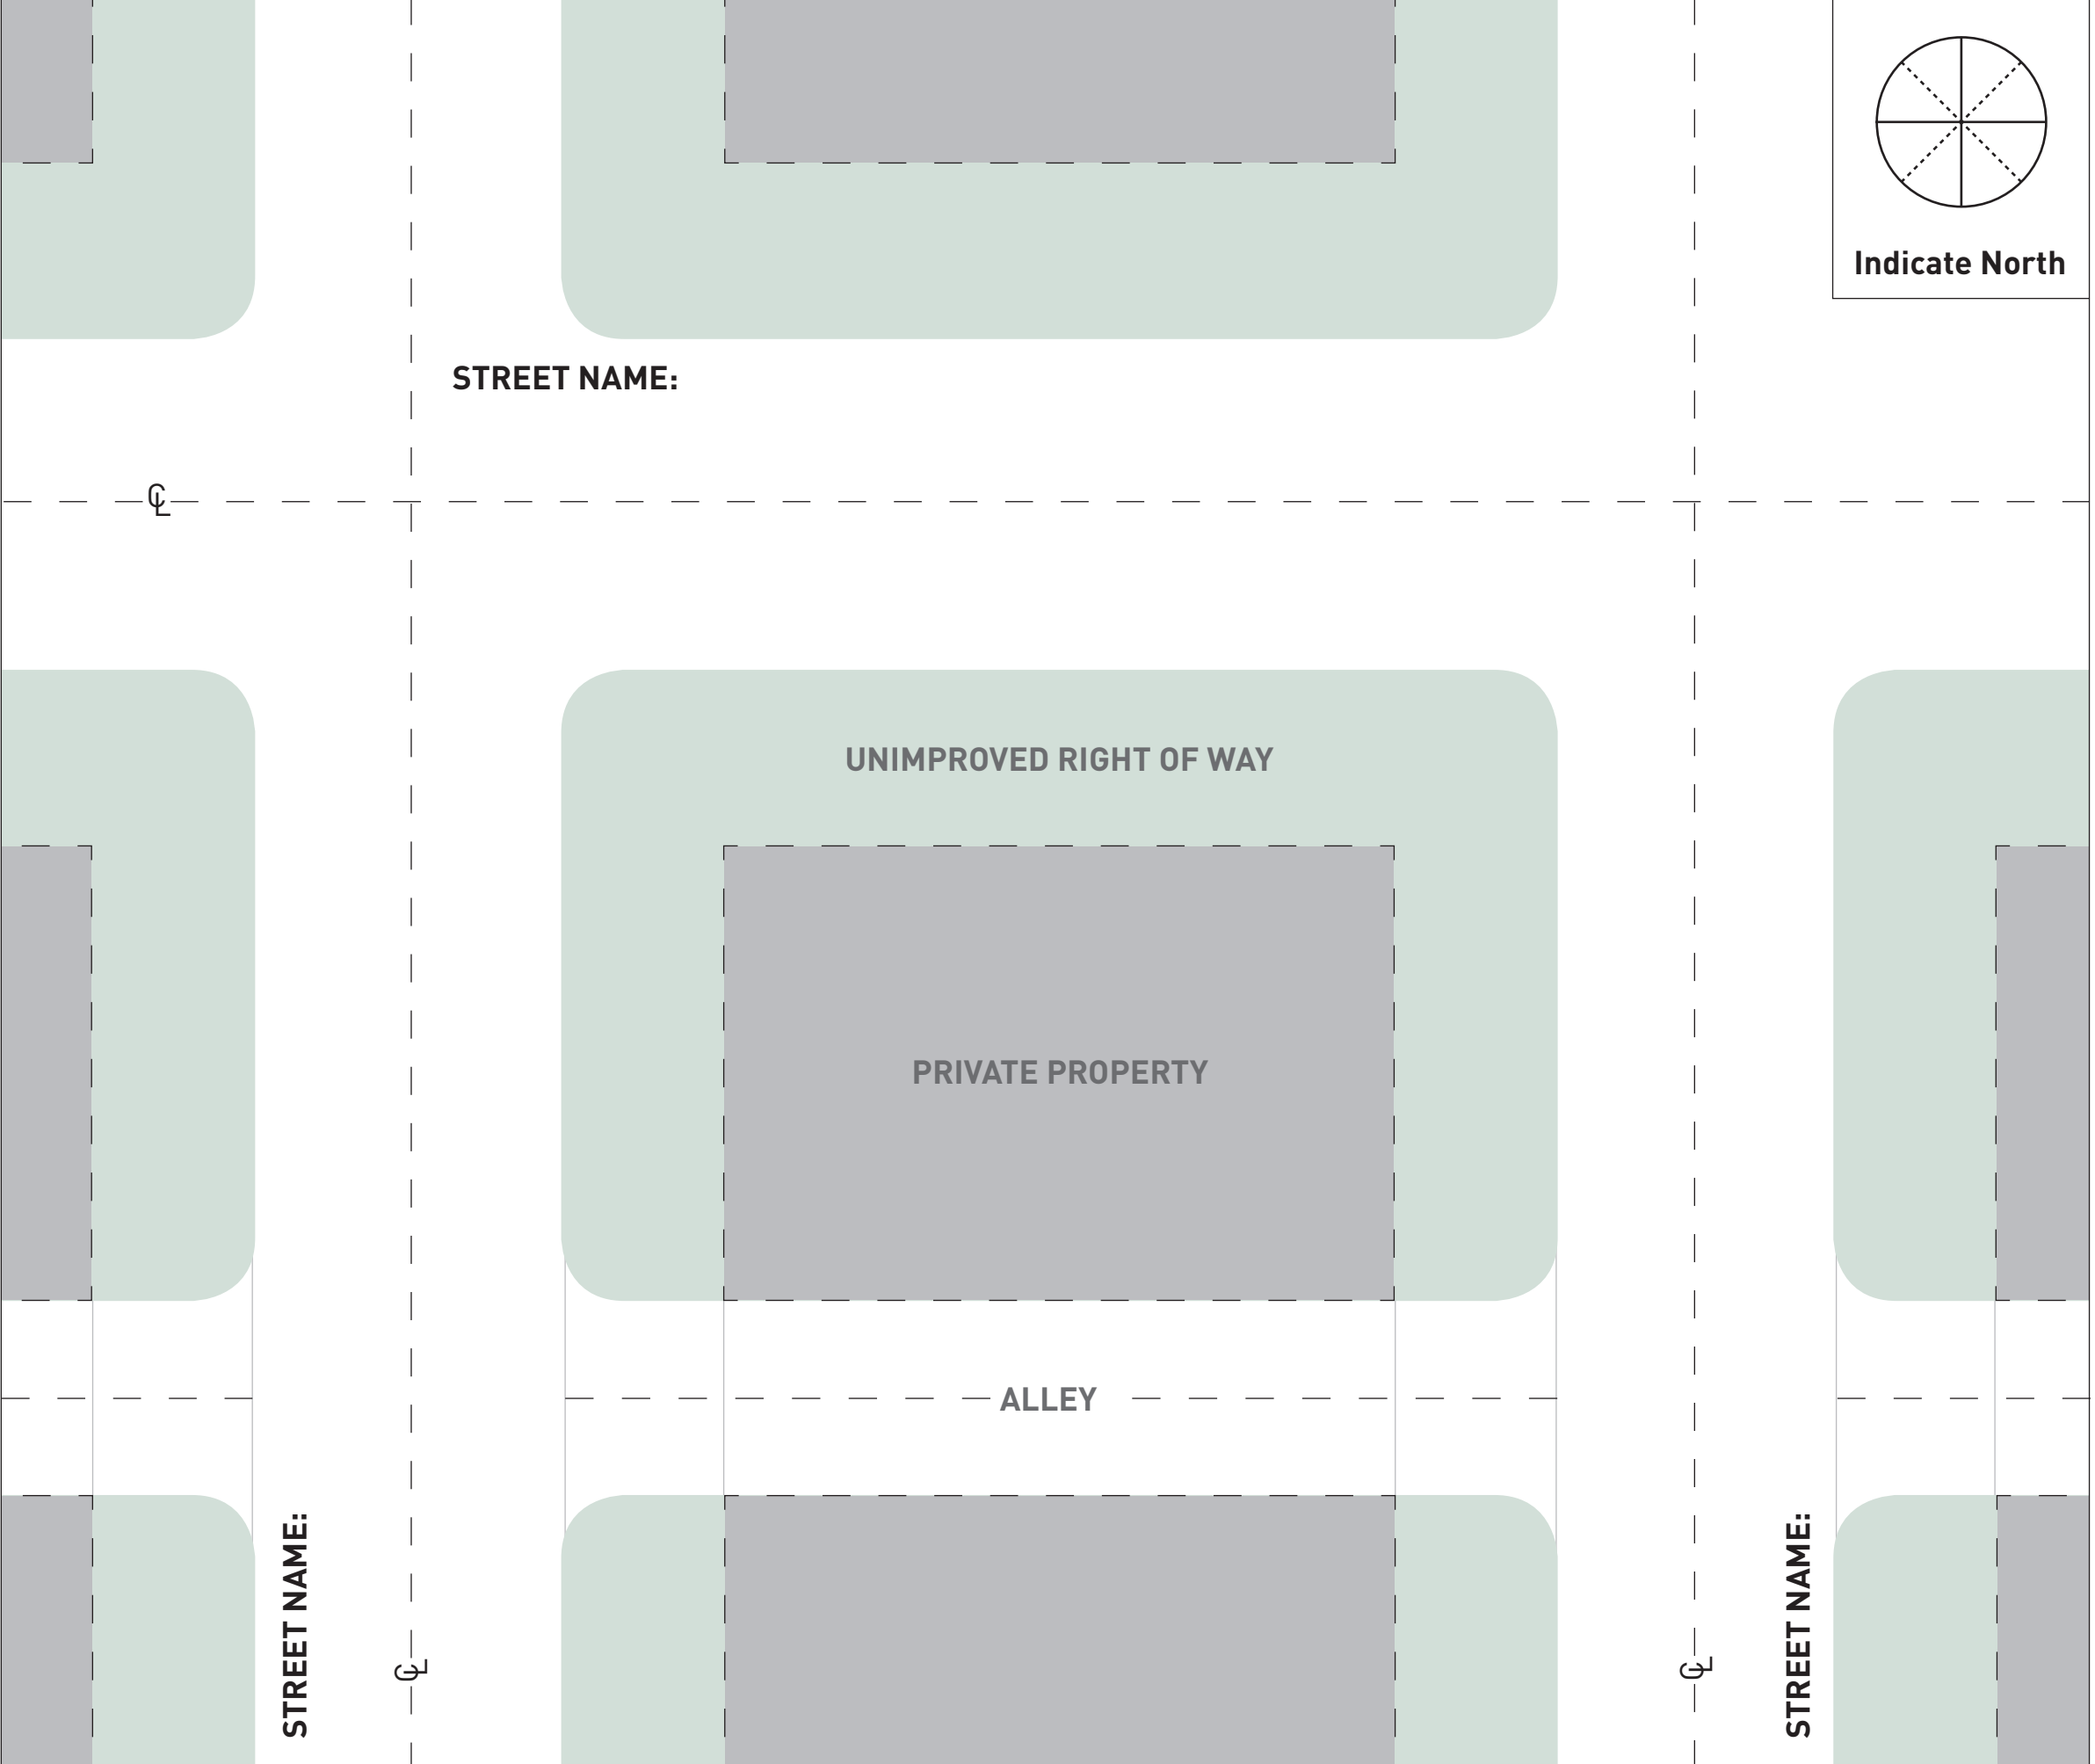 Indicate North
STREET NAME:
℄
UNIMPROVED RIGHT OF WAY
PRIVATE PROPERTY
ALLEY
STREET NAME:
STREET NAME:
℄
℄